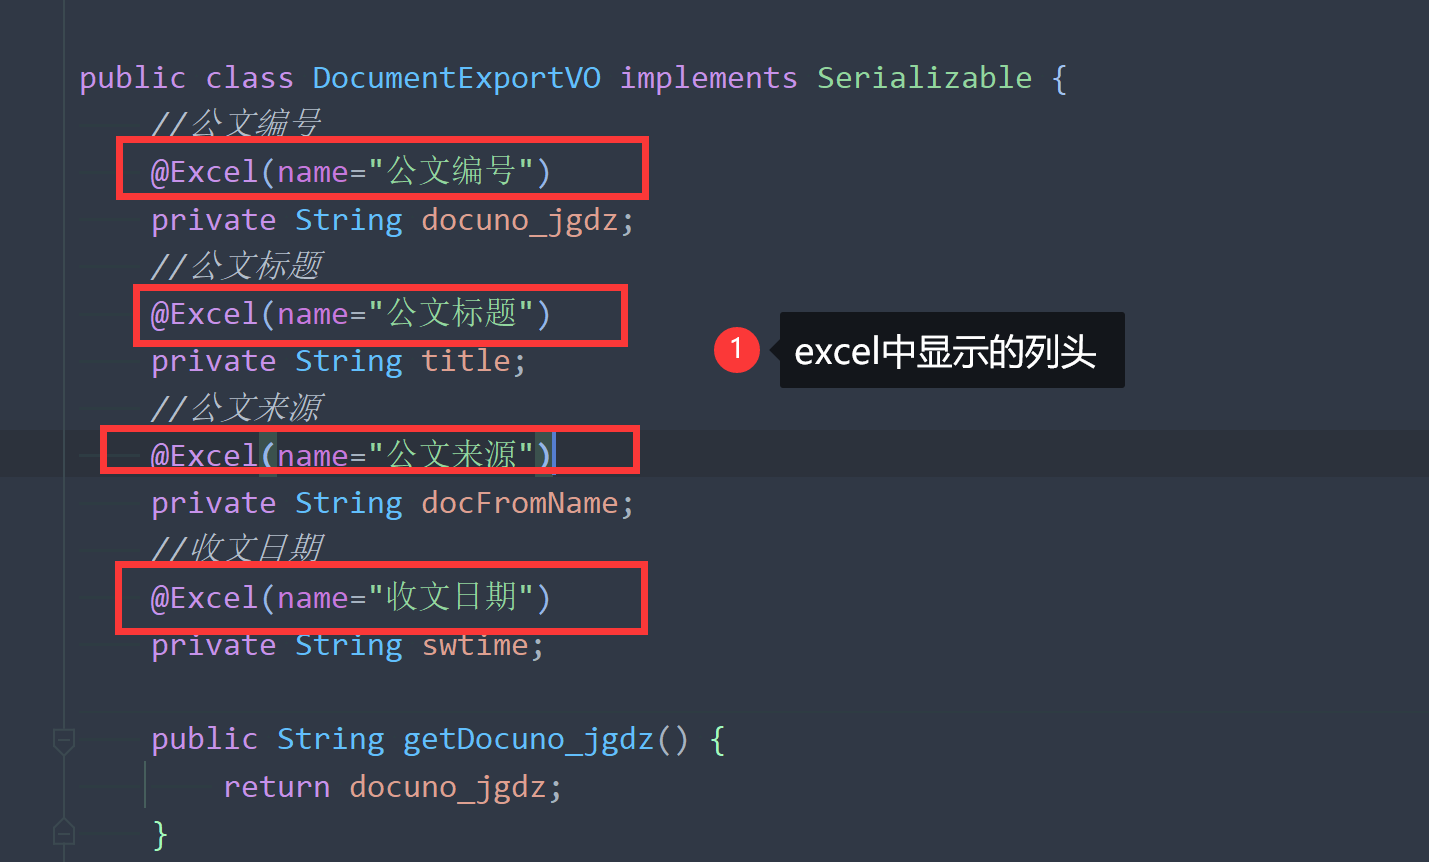 public class DocumentExportVO implements Serializable {
//公文编号
@Excel(name="公文编号")
private String docuno_jgdz;
//公文标题
@Excel(name="公文标题")
1 excel中显示的列头
private String title;
//公文来源
@Excel(name="公文来源")
private String docFromName;
//收文日期
@Excel(name="收文日期")
private String swtime;
public String getDocuno_jgdz() {
return docuno_jgdz;
}